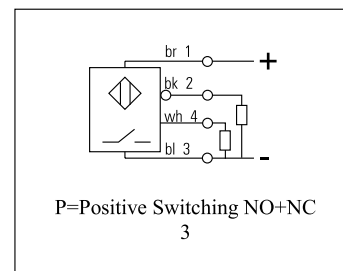 br 1
+
bk 2
wh 4
bl 3
-
P=Positive Switching NO+NC
3